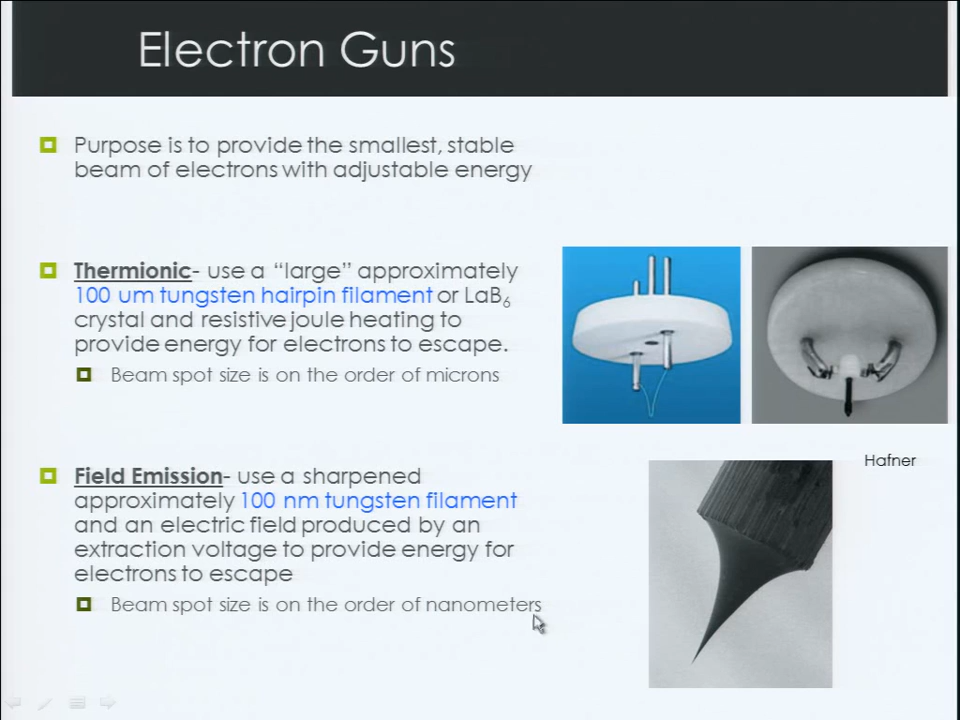 Electron Guns
Purpose is to provide the smallest, stable
beam of electrons with adjustable energy
Thermionic- use a “large” approximately
100 um tungsten hairpin filament or LaB₆
crystal and resistive joule heating to
provide energy for electrons to escape.
Beam spot size is on the order of microns
Hafner
Field Emission- use a sharpened
approximately 100 nm tungsten filament
and an electric field produced by an
extraction voltage to provide energy for
electrons to escape
Beam spot size is on the order of nanometers